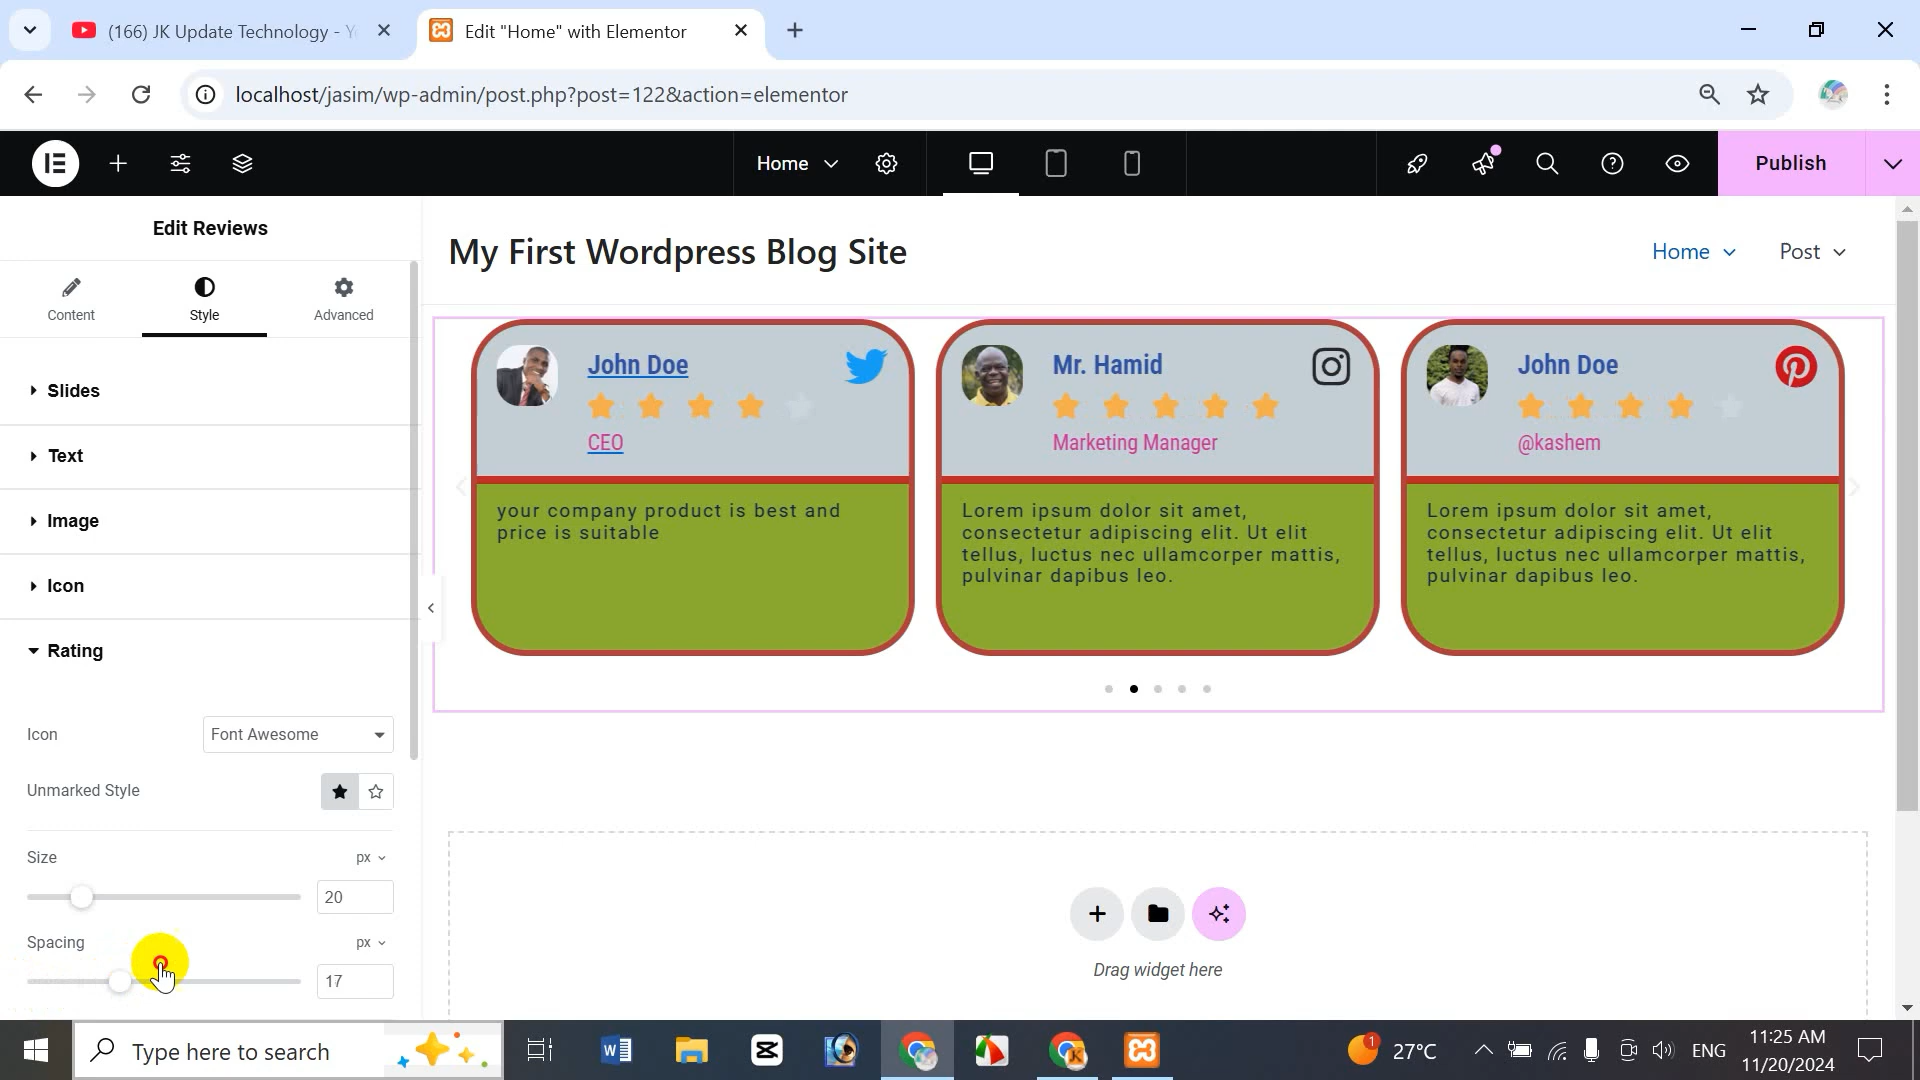 (166) JK Update Technology - Y
Edit "Home" with Elementor
localhost/jasim/wp-admin/post.php?post=122&action=elementor
Home
Publish
Edit Reviews
Content
Style
Advanced
Slides
Text
Image
Icon
Rating
Icon
Font Awesome
Unmarked Style
Size
px
20
Spacing
px
17
My First Wordpress Blog Site
Home
Post
John Doe
CEO
your company product is best and
price is suitable
Mr. Hamid
Marketing Manager
Lorem ipsum dolor sit amet,
consectetur adipiscing elit. Ut elit
tellus, luctus nec ullamcorper mattis,
pulvinar dapibus leo.
John Doe
@kashem
Lorem ipsum dolor sit amet,
consectetur adipiscing elit. Ut elit
tellus, luctus nec ullamcorper mattis,
pulvinar dapibus leo.
Drag widget here
Type here to search
1
27°C
ENG
11:25 AM
11/20/2024